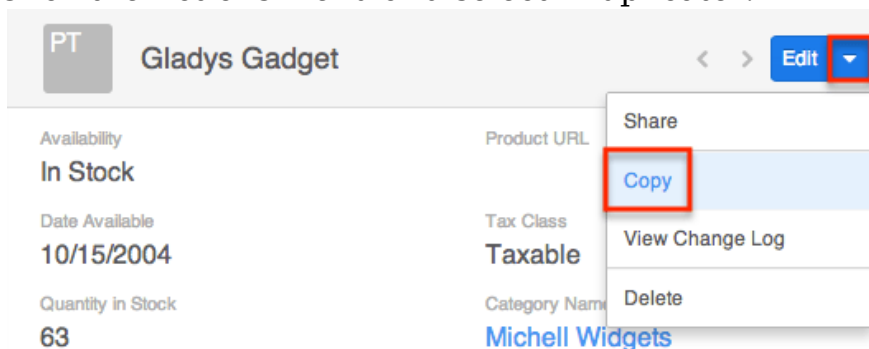 PT
Gladys Gadget
< > Edit
Share
Copy
View Change Log
Delete
Availability
In Stock
Product URL
Date Available
10/15/2004
Tax Class
Taxable
Quantity in Stock
63
Category Name
Michell Widgets